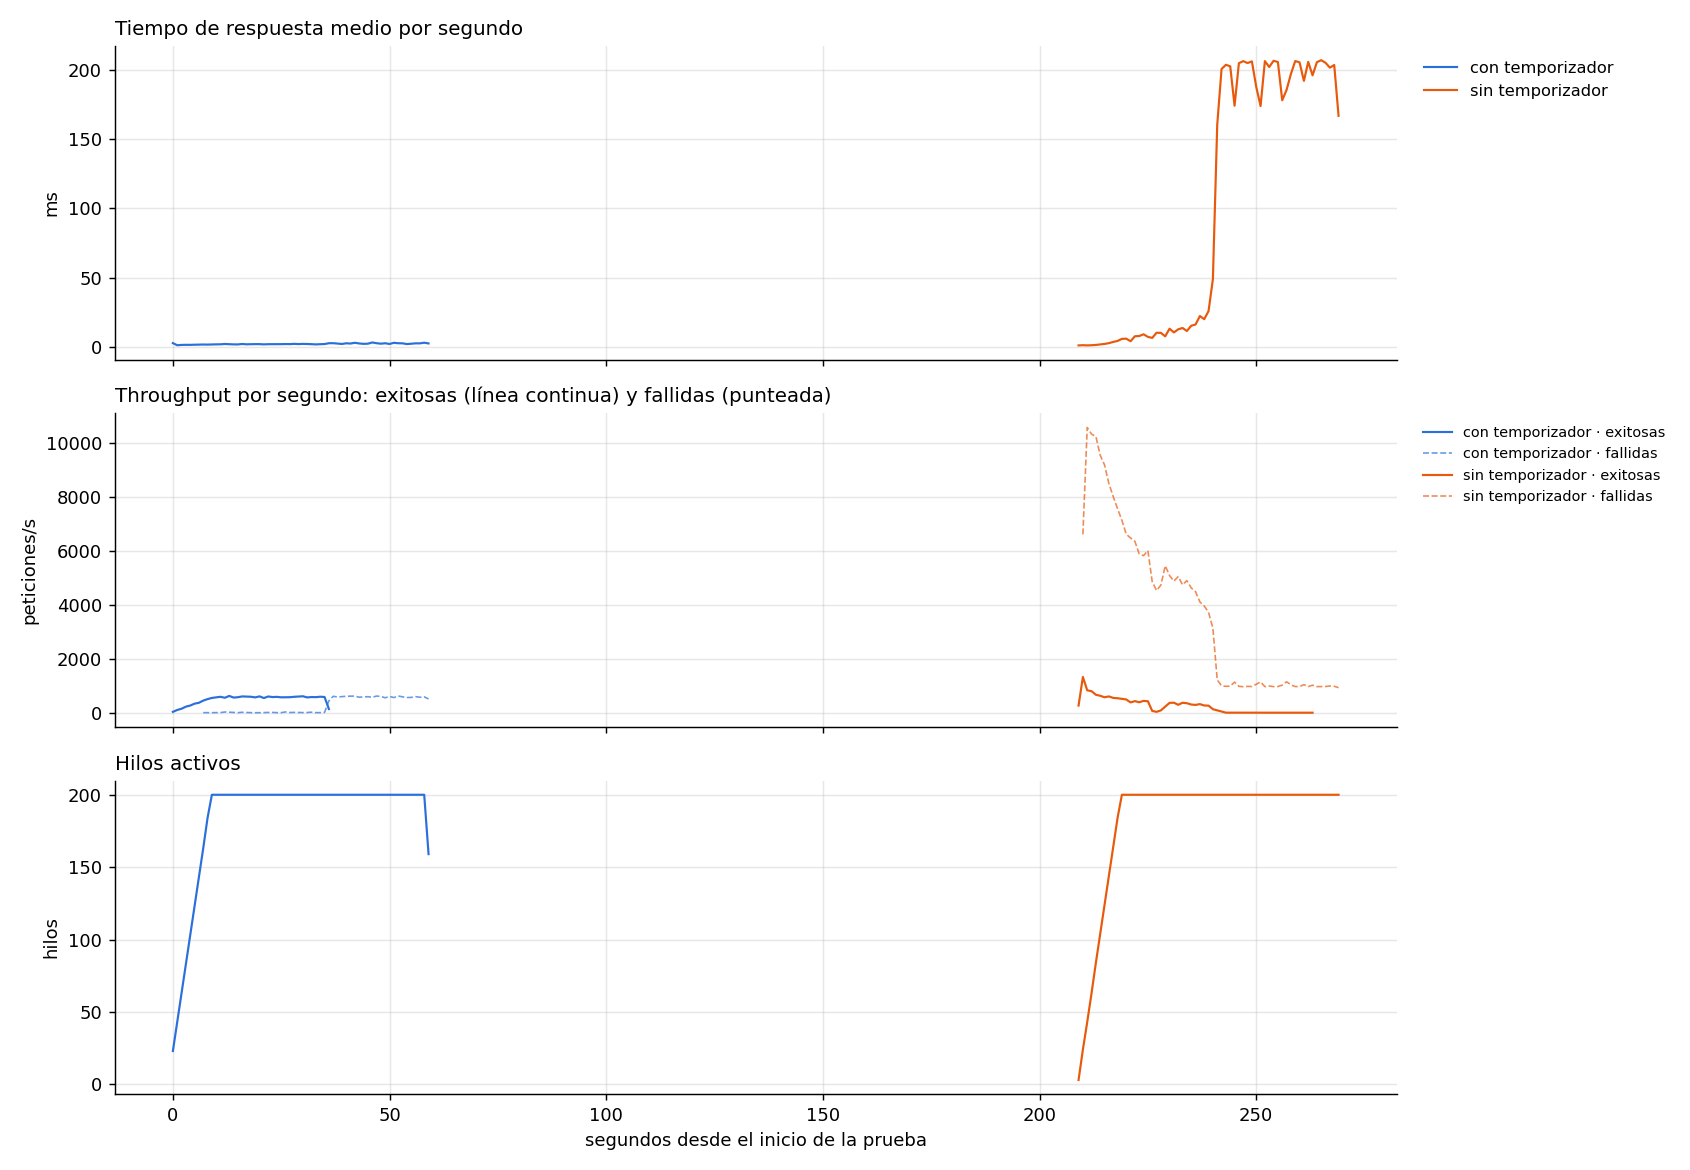 Tiempo de respuesta medio por segundo
200
150
100
50
0
ms
con temporizador
sin temporizador
Throughput por segundo: exitosas (línea continua) y fallidas (punteada)
10000
8000
6000
4000
2000
0
peticiones/s
con temporizador · exitosas
con temporizador · fallidas
sin temporizador · exitosas
sin temporizador · fallidas
Hilos activos
200
150
100
50
0
hilos
0 50 100 150 200 250
segundos desde el inicio de la prueba